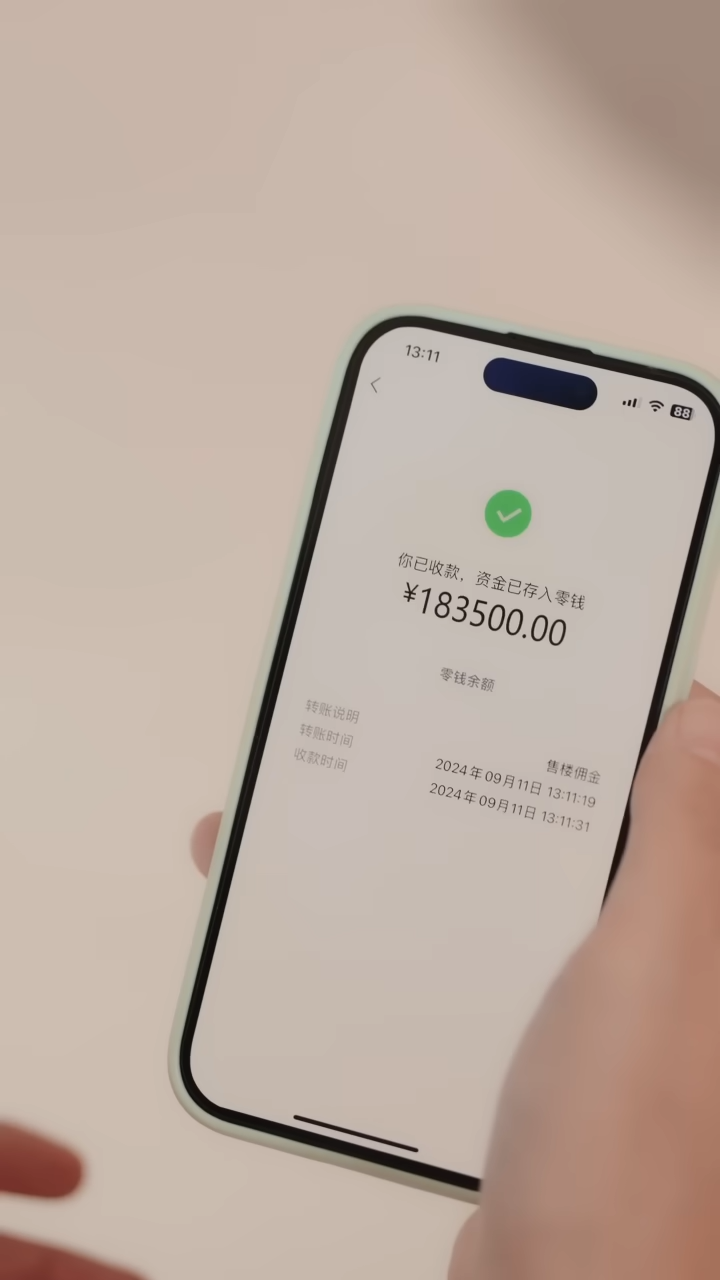 13:11
88
你已收款，资金已存入零钱
¥183500.00
零钱余额
转账说明 售楼佣金
转账时间 2024年09月11日 13:11:19
收款时间 2024年09月11日 13:11:31